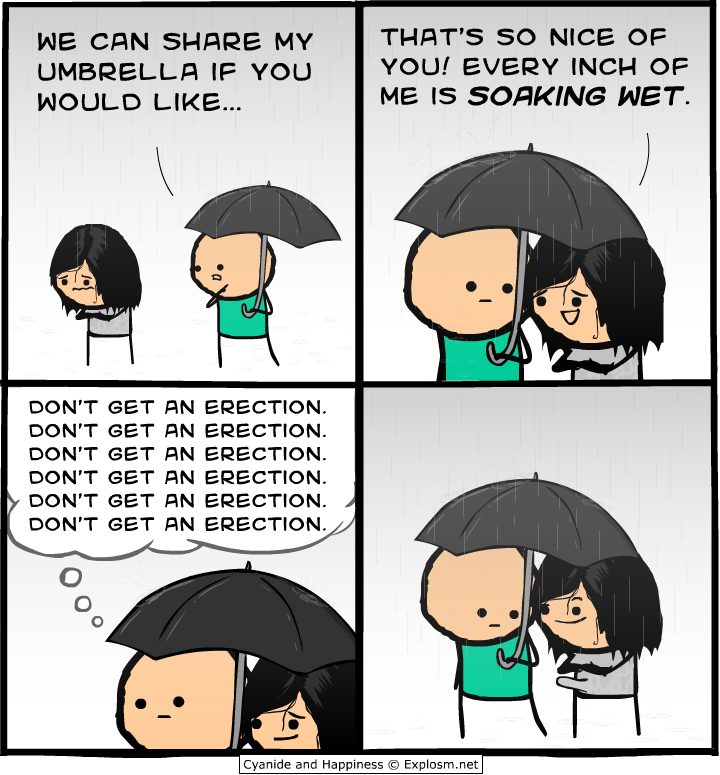 WE CAN SHARE MY
UMBRELLA IF YOU
WOULD LIKE...
THAT'S SO NICE OF
YOU! EVERY INCH OF
ME IS SOAKING WET.
DON'T GET AN ERECTION.
DON'T GET AN ERECTION.
DON'T GET AN ERECTION.
DON'T GET AN ERECTION.
DON'T GET AN ERECTION.
DON'T GET AN ERECTION.
Cyanide and Happiness © Explosm.net